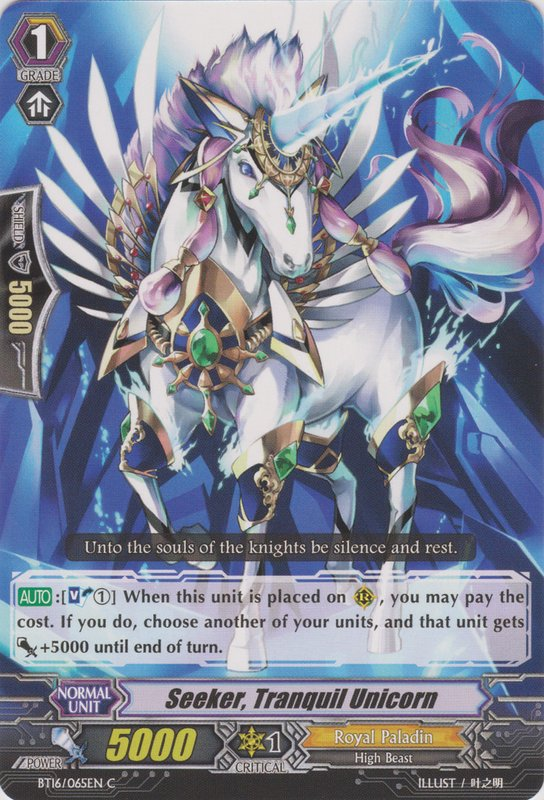 1
GRADE
SHIELD
5000
Unto the souls of the knights be silence and rest.
AUTO:[V ①] When this unit is placed on R, you may pay the
cost. If you do, choose another of your units, and that unit gets
+5000 until end of turn.
NORMAL
UNIT
Seeker, Tranquil Unicorn
POWER
5000
1
CRITICAL
Royal Paladin
High Beast
BT16/065EN C
ILLUST / 叶之明